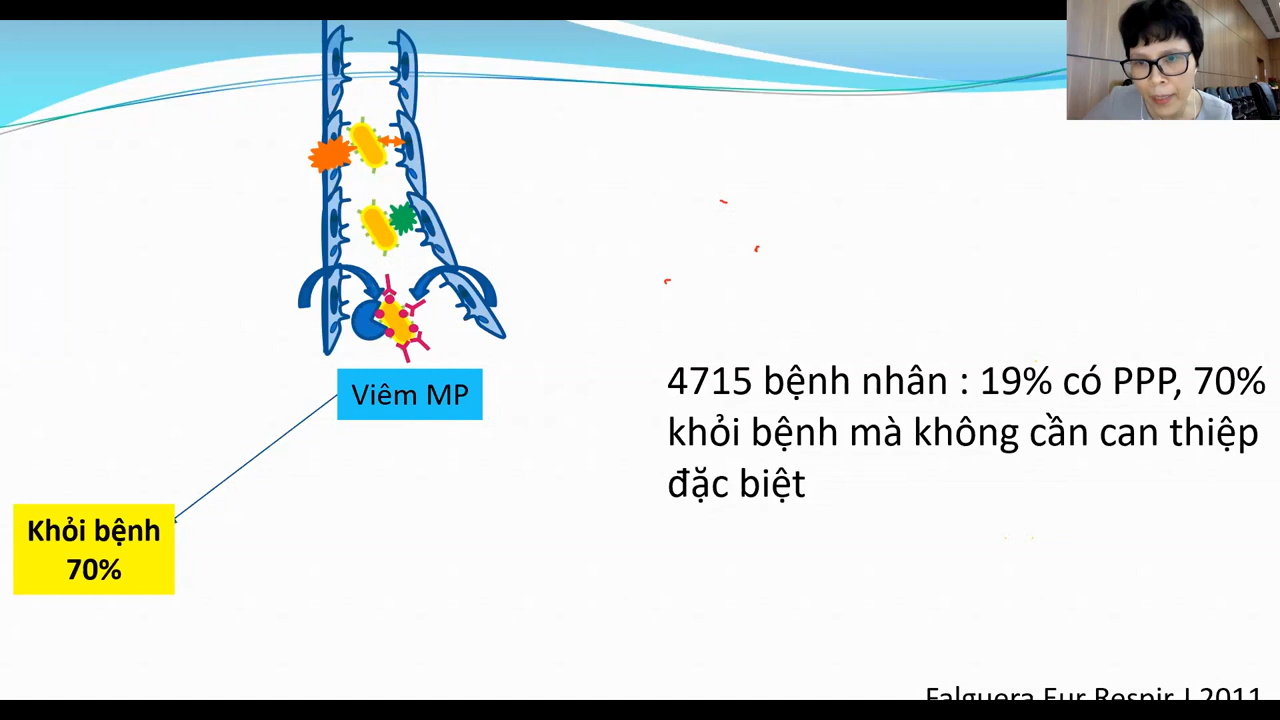 Viêm MP
Khỏi bệnh
70%
4715 bệnh nhân : 19% có PPP, 70%
khỏi bệnh mà không cần can thiệp
đặc biệt
Falguera Eur Respir J 2011